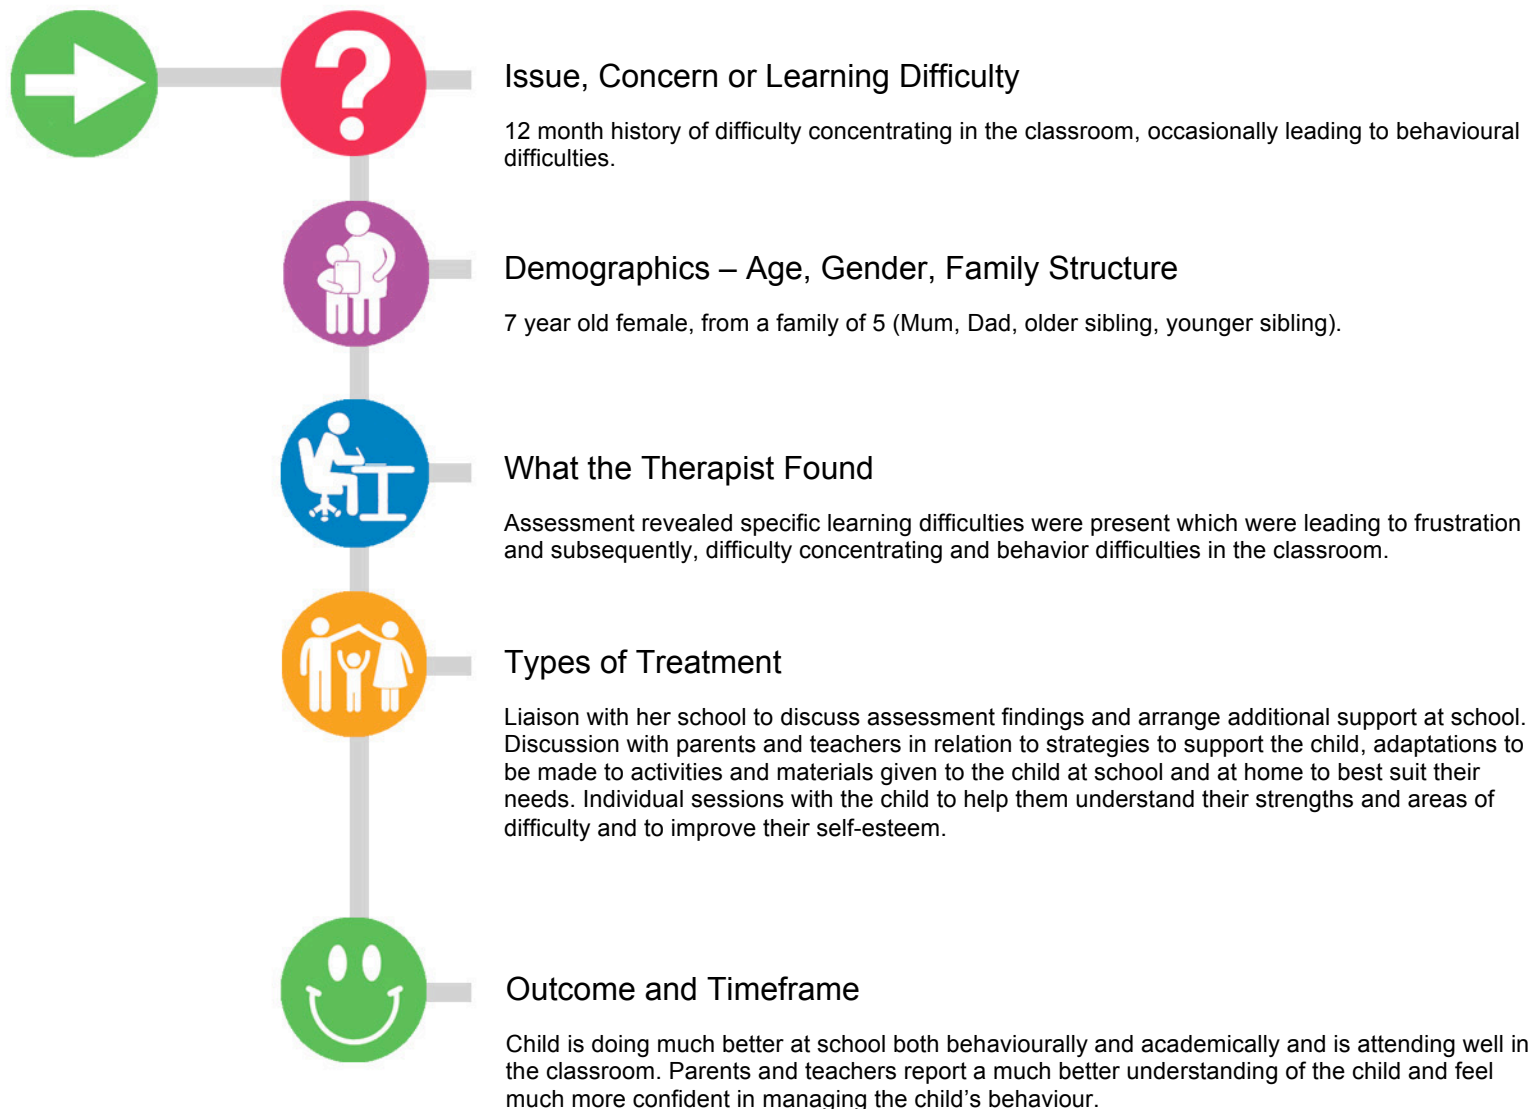 ?
Issue, Concern or Learning Difficulty
12 month history of difficulty concentrating in the classroom, occasionally leading to behavioural
difficulties.
Demographics – Age, Gender, Family Structure
7 year old female, from a family of 5 (Mum, Dad, older sibling, younger sibling).
What the Therapist Found
Assessment revealed specific learning difficulties were present which were leading to frustration
and subsequently, difficulty concentrating and behavior difficulties in the classroom.
Types of Treatment
Liaison with her school to discuss assessment findings and arrange additional support at school.
Discussion with parents and teachers in relation to strategies to support the child, adaptations to
be made to activities and materials given to the child at school and at home to best suit their
needs. Individual sessions with the child to help them understand their strengths and areas of
difficulty and to improve their self-esteem.
Outcome and Timeframe
Child is doing much better at school both behaviourally and academically and is attending well in
the classroom. Parents and teachers report a much better understanding of the child and feel
much more confident in managing the child’s behaviour.